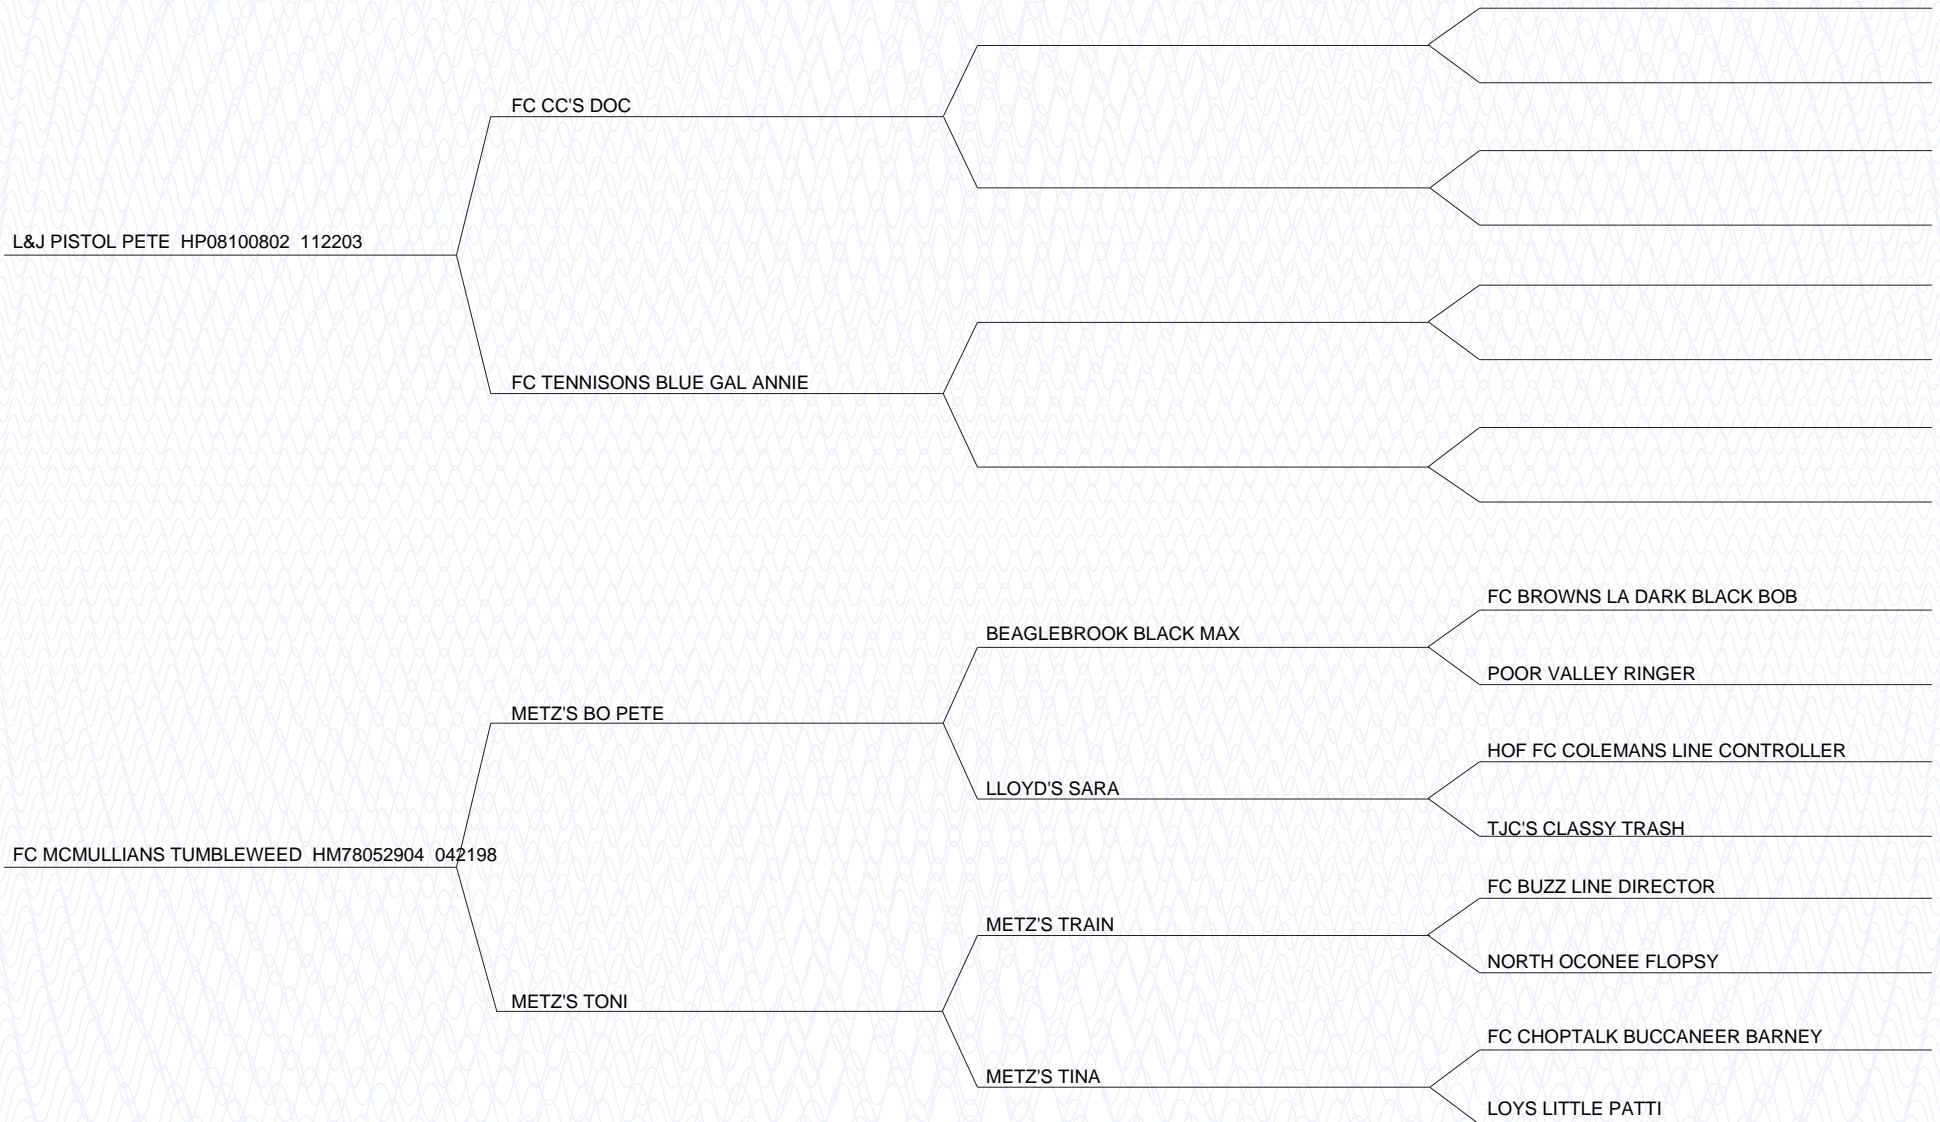 FC CC'S DOC
L&J PISTOL PETE HP08100802 112203
FC TENNISONS BLUE GAL ANNIE
FC BROWNS LA DARK BLACK BOB
BEAGLEBROOK BLACK MAX
POOR VALLEY RINGER
METZ'S BO PETE
HOF FC COLEMANS LINE CONTROLLER
LLOYD'S SARA
TJC'S CLASSY TRASH
FC MCMULLIANS TUMBLEWEED HM78052904 042198
FC BUZZ LINE DIRECTOR
METZ'S TRAIN
NORTH OCONEE FLOPSY
METZ'S TONI
FC CHOPTALK BUCCANEER BARNEY
METZ'S TINA
LOYS LITTLE PATTI